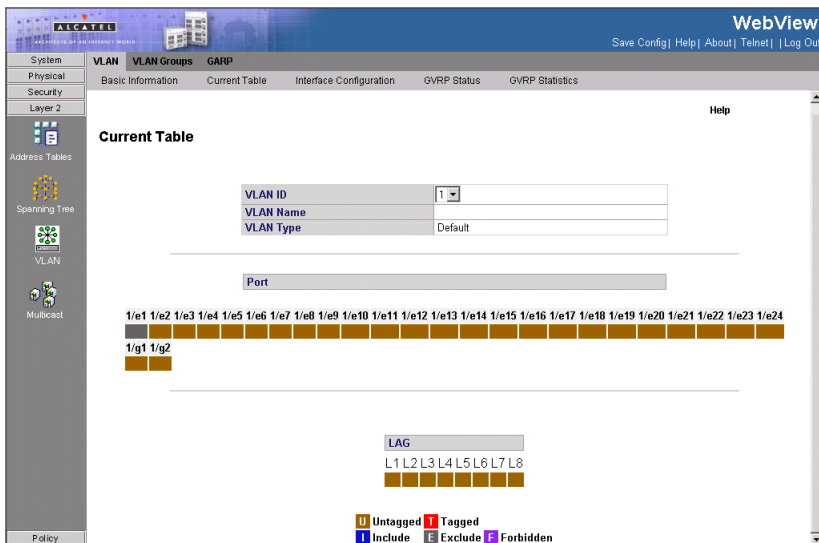 ALCATEL
ARCHITECTS OF AN INTERNET WORLD
WebView
Save Config| Help| About| Telnet| |Log Out
System
Physical
Security
Layer 2
Address Tables
Spanning Tree
VLAN
Multicast
Policy
VLAN VLAN Groups GARP
Basic Information Current Table Interface Configuration GVRP Status GVRP Statistics
Help
Current Table
VLAN ID 1
VLAN Name
VLAN Type Default
Port
1/e1 1/e2 1/e3 1/e4 1/e5 1/e6 1/e7 1/e8 1/e9 1/e10 1/e11 1/e12 1/e13 1/e14 1/e15 1/e16 1/e17 1/e18 1/e19 1/e20 1/e21 1/e22 1/e23 1/e24
1/g1 1/g2
LAG
L1 L2 L3 L4 L5 L6 L7 L8
U Untagged T Tagged
I Include E Exclude F Forbidden